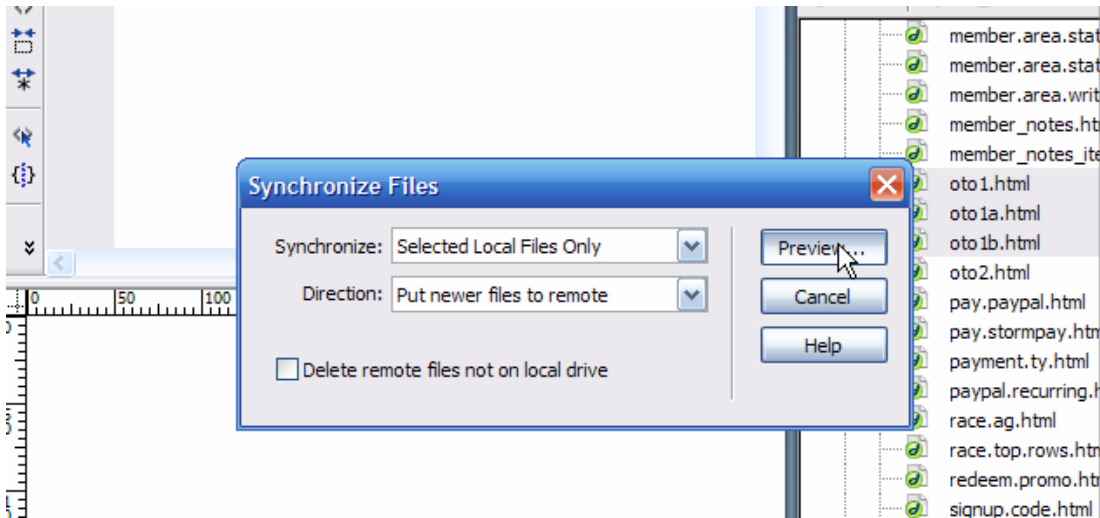 member.area.stat
member.area.stat
member.area.writ
member_notes.ht
member_notes_ite
Synchronize Files
oto1.html
oto1a.html
oto1b.html
oto2.html
pay.paypal.html
pay.stormpay.htm
payment.ty.html
paypal.recurring.h
race.ag.html
race.top.rows.htm
redeem.promo.htm
signup.code.html
Synchronize: Selected Local Files Only
Preview...
Direction: Put newer files to remote
Cancel
Help
Delete remote files not on local drive
0 50 100